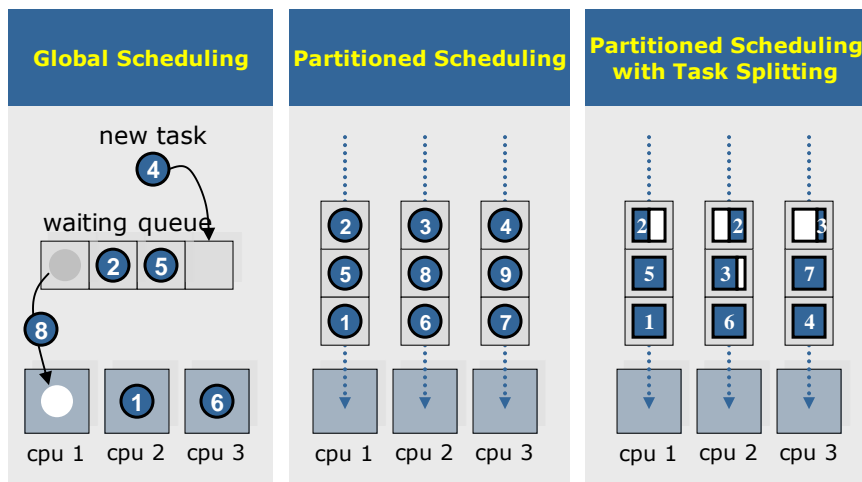 Global Scheduling
new task
4
waiting queue
2 5
8
1 6
cpu 1 cpu 2 cpu 3
Partitioned Scheduling
2 3 4
5 8 9
1 6 7
cpu 1 cpu 2 cpu 3
Partitioned Scheduling
with Task Splitting
2 2 3
5 3 7
1 6 4
cpu 1 cpu 2 cpu 3